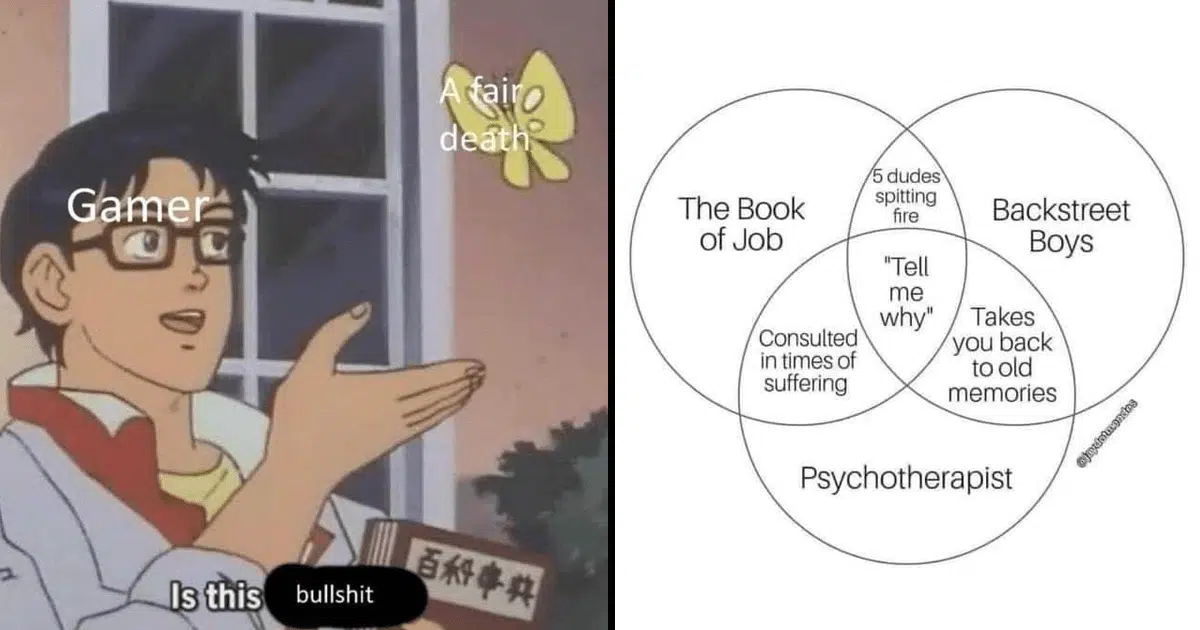 A fair
death
Gamer
百科事典
Is this bullshit
The Book
of Job
5 dudes
spitting
fire
Backstreet
Boys
"Tell
me
why"
Consulted
in times of
suffering
Takes
you back
to old
memories
Psychotherapist